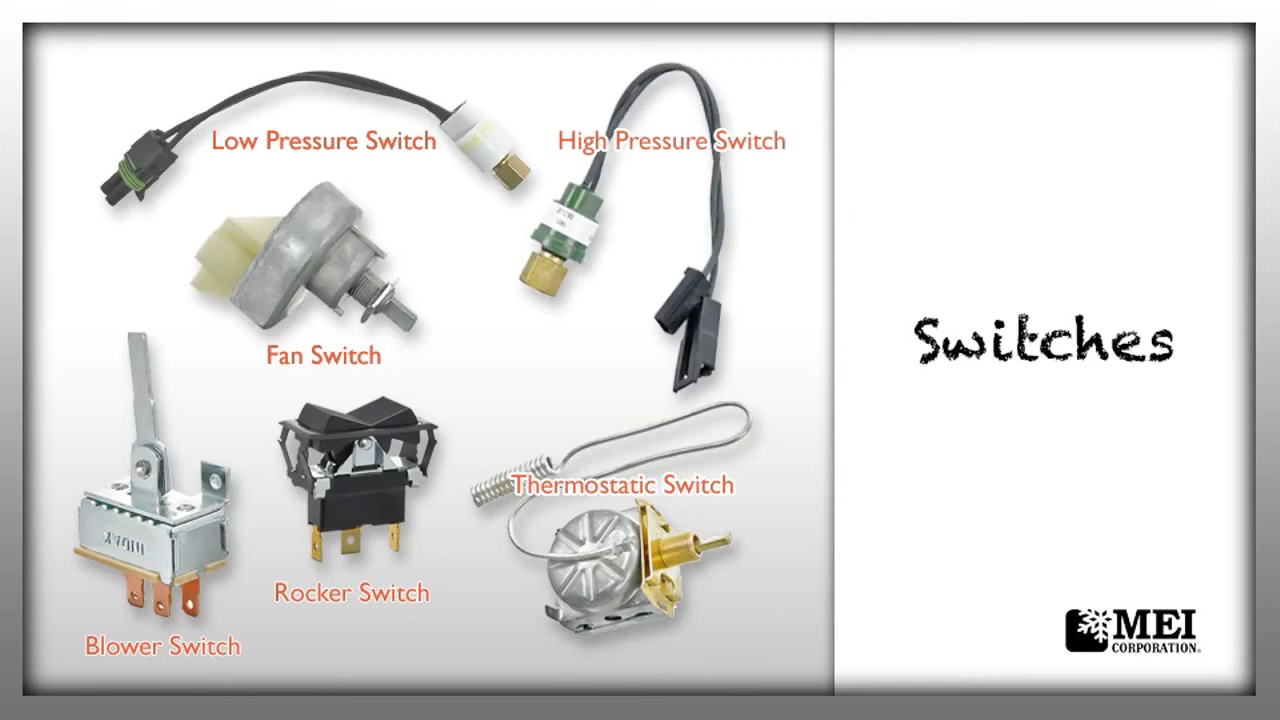 Low Pressure Switch
High Pressure Switch
Fan Switch
Switches
Thermostatic Switch
Rocker Switch
Blower Switch
MEI
CORPORATION